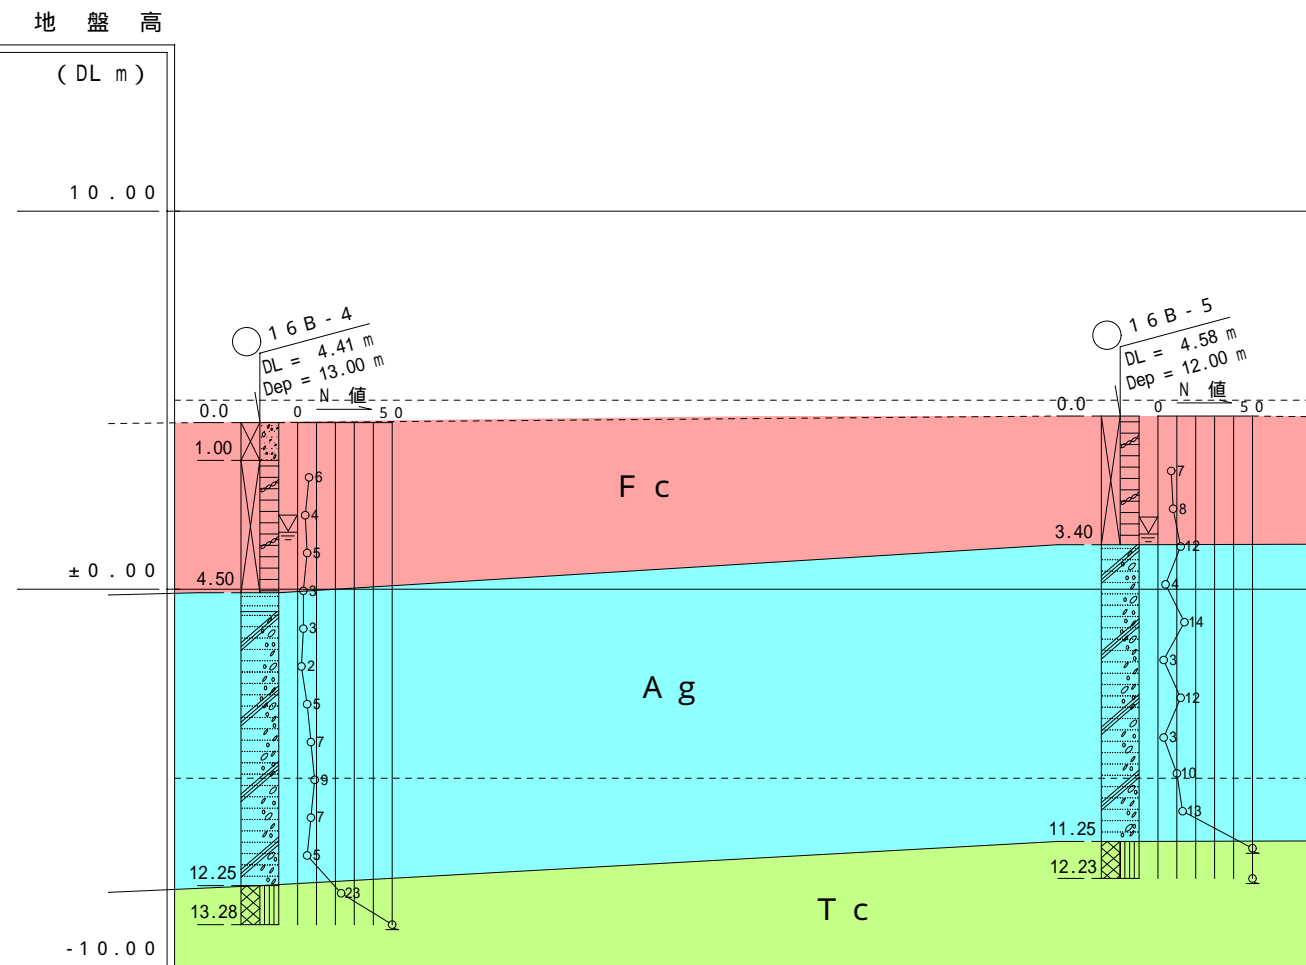 地 盤 高
(DL m)
10.00
±0.00
-10.00
16B-4
DL = 4.41 m
Dep = 13.00 m
N 値
0 50
0.0
1.00
4.50
12.25
13.28
6
4
5
3
3
2
5
7
9
7
5
23
Fc
Ag
Tc
16B-5
DL = 4.58 m
Dep = 12.00 m
N 値
0 50
0.0
3.40
11.25
12.23
7
8
12
4
14
3
12
3
10
13